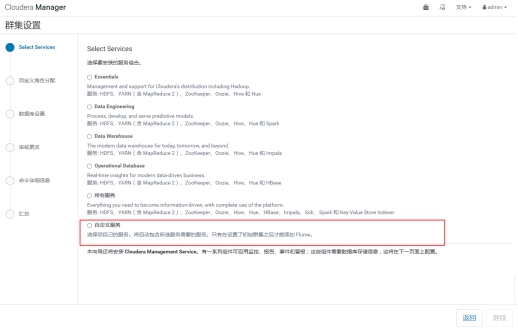 Cloudera Manager
支持
admin
群集设置
Select Services
自定义角色分配
数据库设置
审核更改
命令详细信息
汇总
Select Services
选择要安装的服务组合。
Essentials
Management and support for Cloudera's distribution including Hadoop.
服务: HDFS、YARN（含 MapReduce 2）、ZooKeeper、Oozie、Hive 和 Hue
Data Engineering
Process, develop, and serve predictive models.
服务: HDFS、YARN（含 MapReduce 2）、ZooKeeper、Oozie、Hive、Hue 和 Spark
Data Warehouse
The modern data warehouse for today, tomorrow, and beyond.
服务: HDFS、YARN（含 MapReduce 2）、ZooKeeper、Oozie、Hive、Hue 和 Impala
Operational Database
Real-time insights for modern data-driven business.
服务: HDFS、YARN（含 MapReduce 2）、ZooKeeper、Oozie、Hive、Hue 和 HBase
所有服务
Everything you need to become information-driven, with complete use of the platform.
服务: HDFS、YARN（含 MapReduce 2）、ZooKeeper、Oozie、Hive、Hue、HBase、Impala、Solr、Spark 和 Key-Value Store Indexer
自定义服务
选择您自己的服务。将自动包含所选服务需要的服务。只有在设置了初始群集之后才能添加 Flume。
本向导还将安装 Cloudera Management Service。有一系列组件可启用监控、报告、事件和警报；这些组件需要数据库存储信息，这将在下一页面上配置。
返回
继续